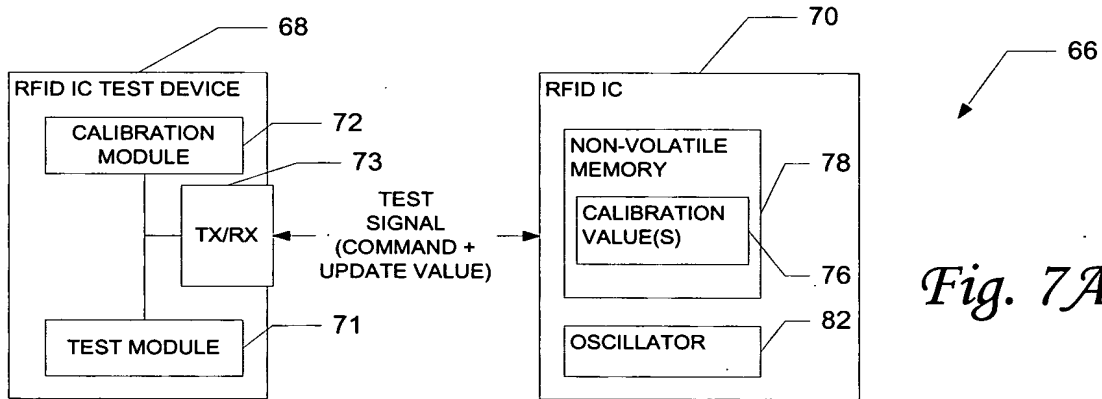 68
70
66
RFID IC TEST DEVICE
CALIBRATION
MODULE
72
73
TX/RX
TEST MODULE
71
TEST
SIGNAL
(COMMAND +
UPDATE VALUE)
RFID IC
NON-VOLATILE
MEMORY
78
CALIBRATION
VALUE(S)
76
OSCILLATOR
82
Fig. 7A